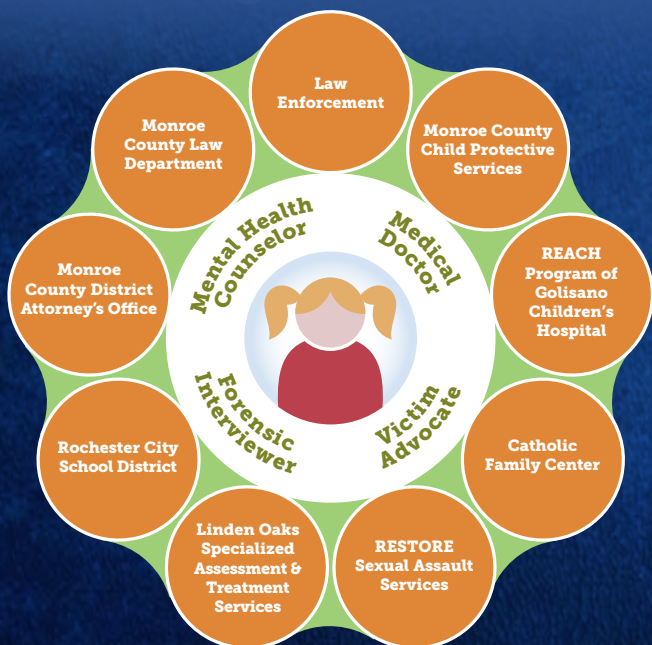 Law
Enforcement
Monroe County
Child Protective
Services
REACH
Program of
Golisano
Children's
Hospital
Catholic
Family Center
RESTORE
Sexual Assault
Services
Linden Oaks
Specialized
Assessment &
Treatment
Services
Rochester City
School District
Monroe
County District
Attorney's Office
Monroe
County Law
Department
Mental Health
Counselor
Medical
Doctor
Victim
Advocate
Forensic
Interviewer